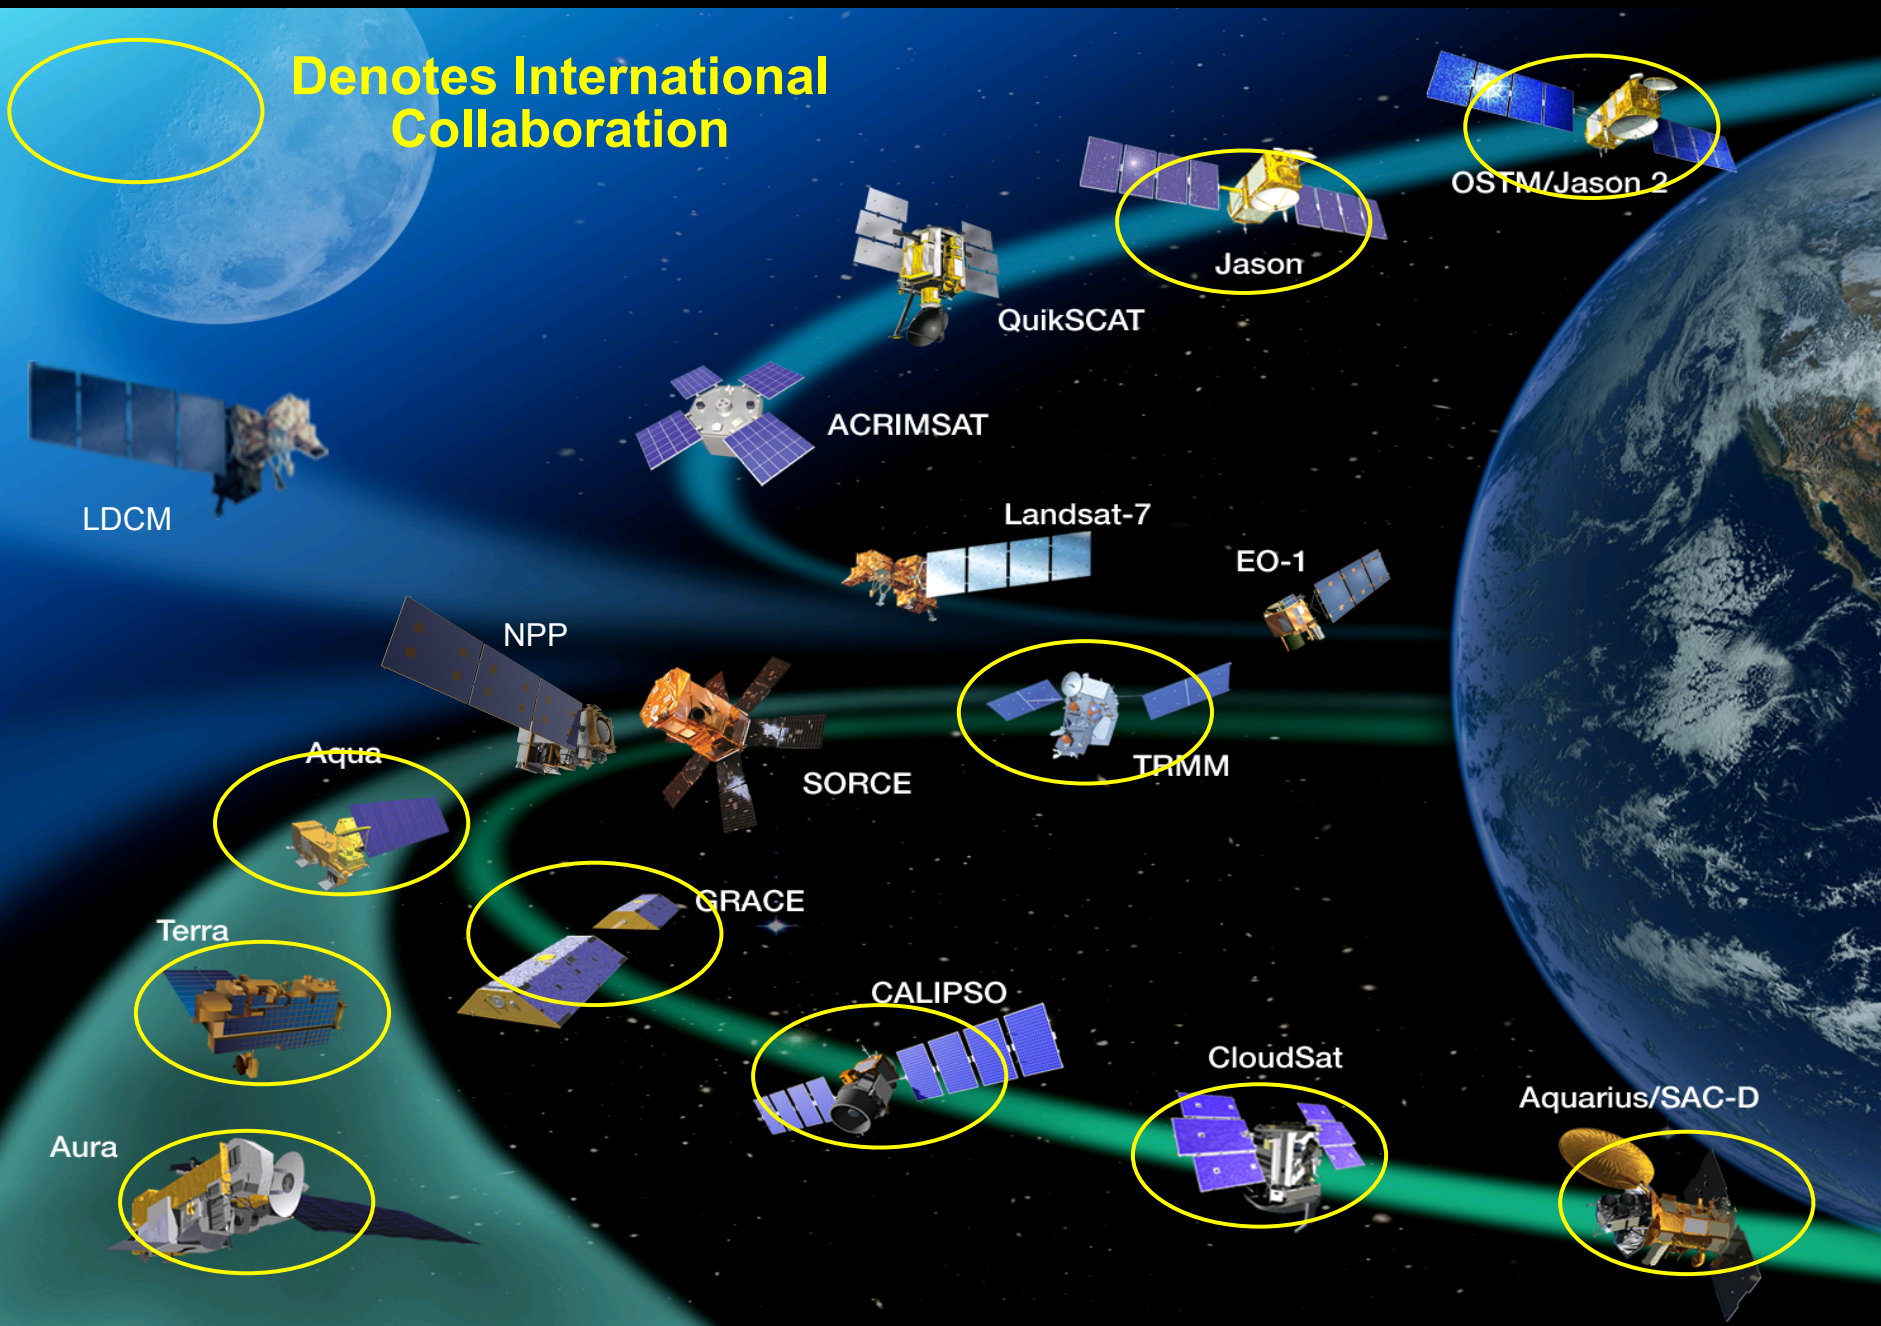 Denotes International
Collaboration
OSTM/Jason 2
Jason
QuikSCAT
ACRIMSAT
LDCM
Landsat-7
EO-1
NPP
Aqua
SORCE
TRMM
GRACE
Terra
CALIPSO
CloudSat
Aquarius/SAC-D
Aura